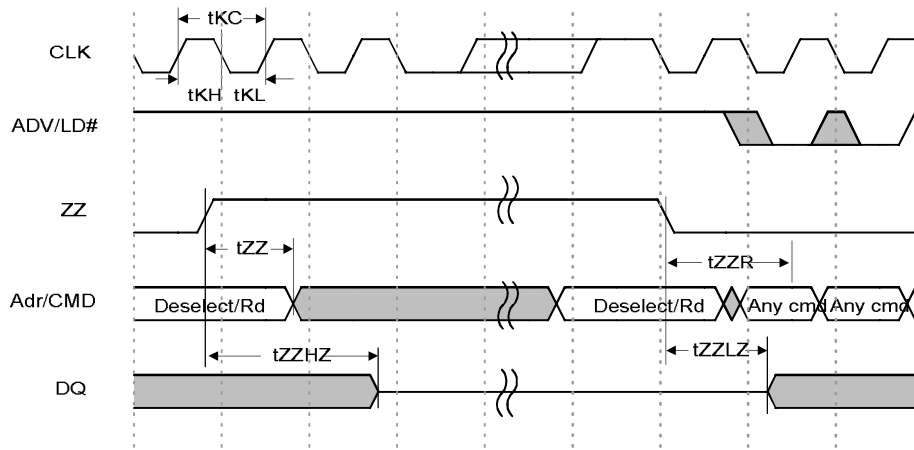 tKC
CLK
tKH tKL
ADV/LD#
ZZ
tZZ
tZZR
Adr/CMD
Deselect/Rd
Deselect/Rd
Any cmd
Any cmd
tZZHZ
tZZLZ
DQ